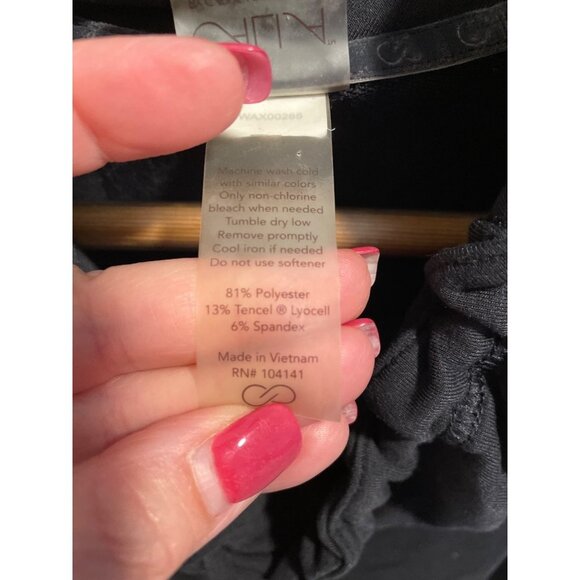 CALIA
WAX00266
Machine wash cold
with similar colors
Only non-chlorine
bleach when needed
Tumble dry low
Remove promptly
Cool iron if needed
Do not use softener
81% Polyester
13% Tencel ® Lyocell
6% Spandex
Made in Vietnam
RN# 104141